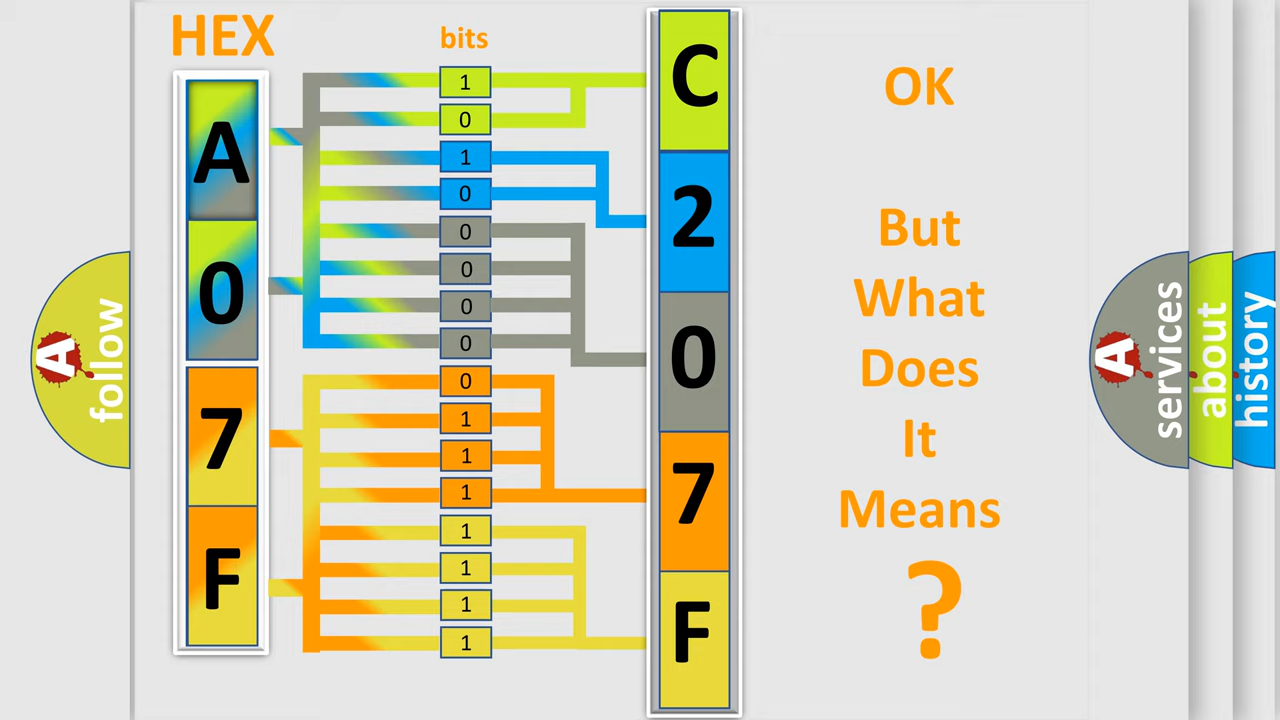 HEX
bits
A
0
7
F
1
0
1
0
0
0
0
0
0
1
1
1
1
1
1
1
C
2
0
7
F
OK
But
What
Does
It
Means
?
A
follow
A
services
about
history